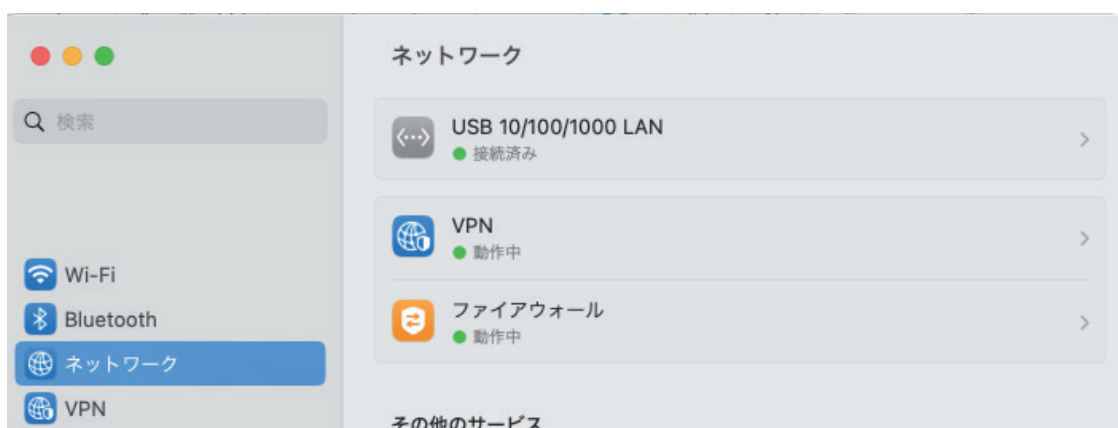 検索
Wi-Fi
Bluetooth
ネットワーク
VPN
ネットワーク
USB 10/100/1000 LAN
接続済み
VPN
動作中
ファイアウォール
動作中
その他のサービス